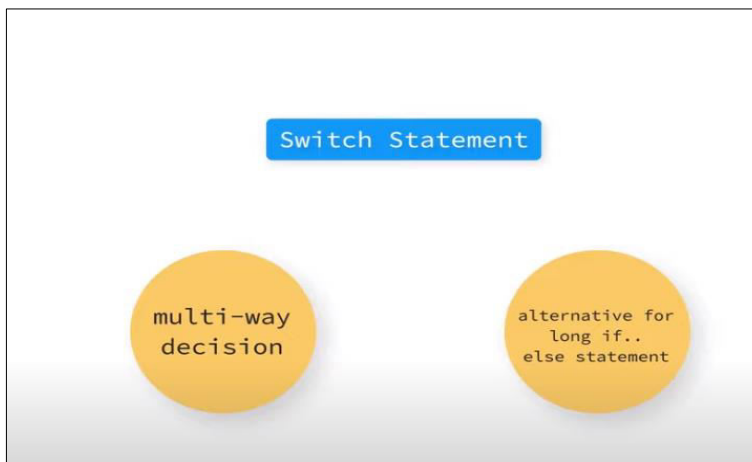 Switch Statement
multi-way
decision
alternative for
long if..
else statement